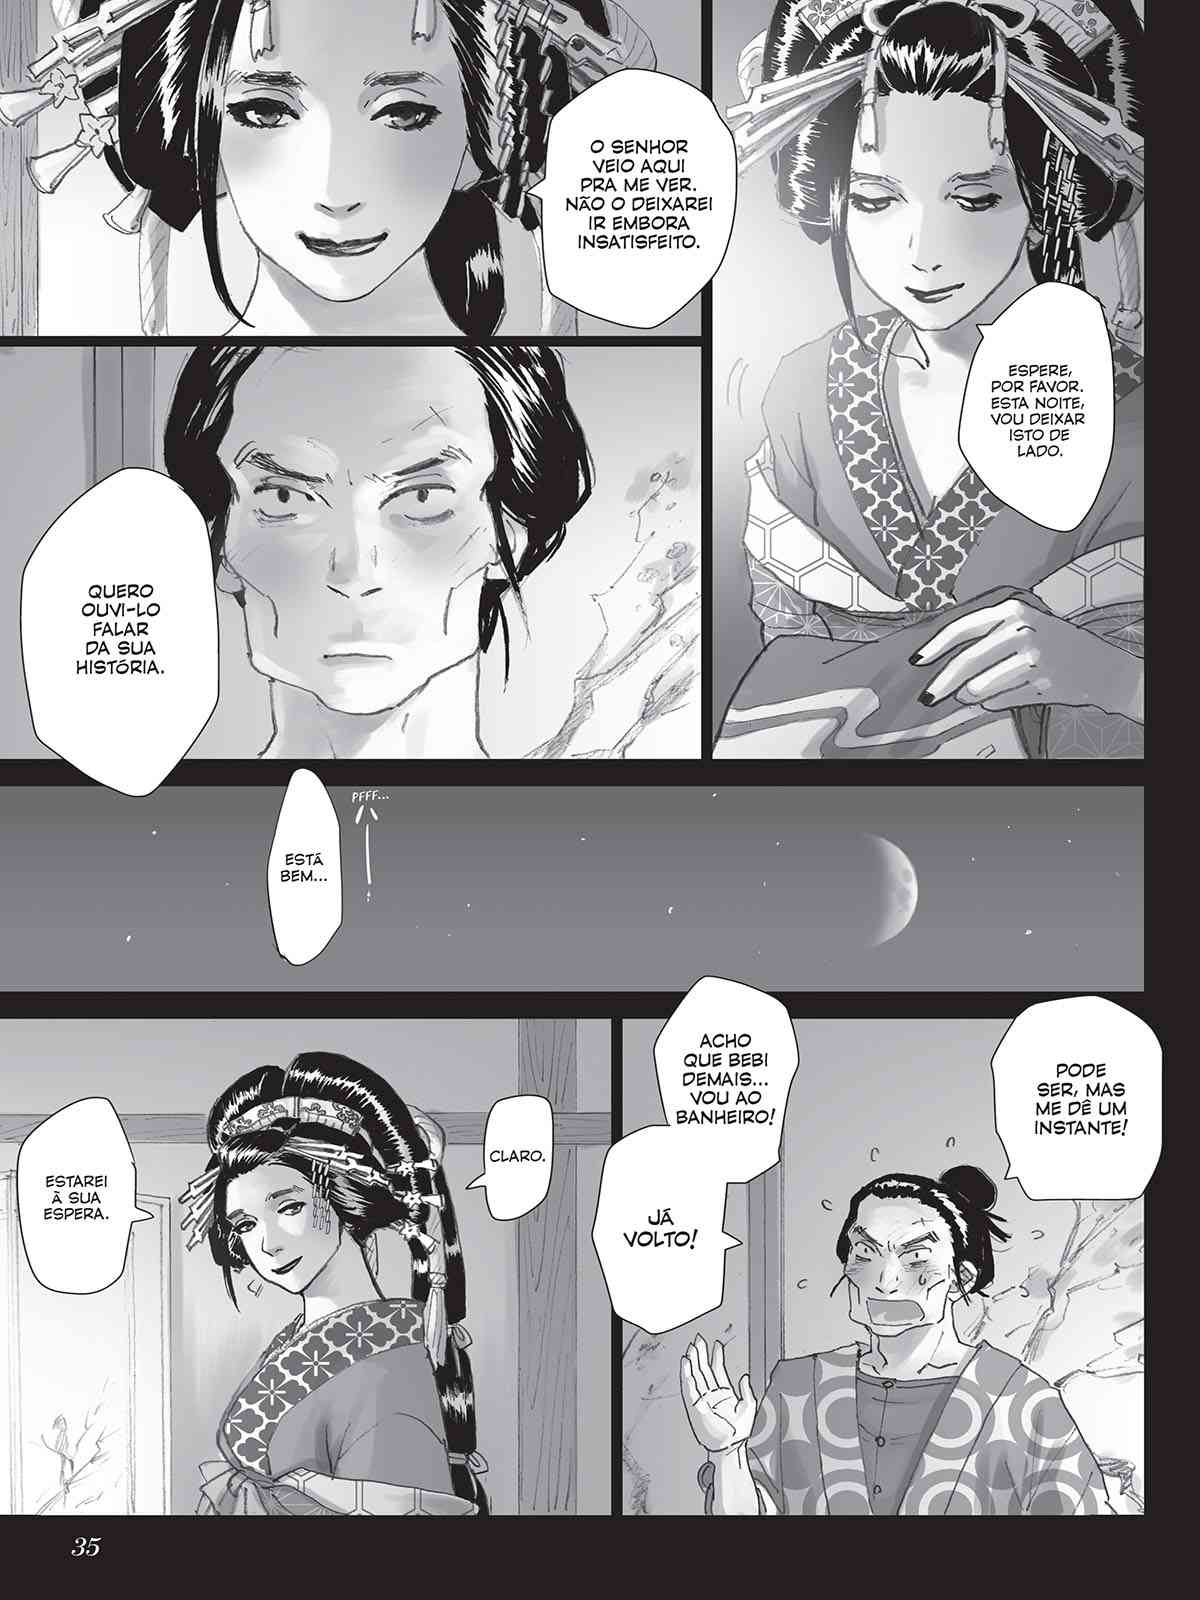 ESPERE,
POR FAVOR.
ESTA NOITE,
VOU DEIXAR
ISTO DE
LADO.
O SENHOR
VEIO AQUI
PRA ME VER.
NÃO O DEIXAREI
IR EMBORA
INSATISFEITO.
QUERO
OUVI-LO
FALAR
DA SUA
HISTÓRIA.
PFFF...
ESTÁ
BEM...
PODE
SER, MAS
ME DÊ UM
INSTANTE!
ACHO
QUE BEBI
DEMAIS...
VOU AO
BANHEIRO!
JÁ
VOLTO!
CLARO.
ESTAREI
À SUA
ESPERA.
35